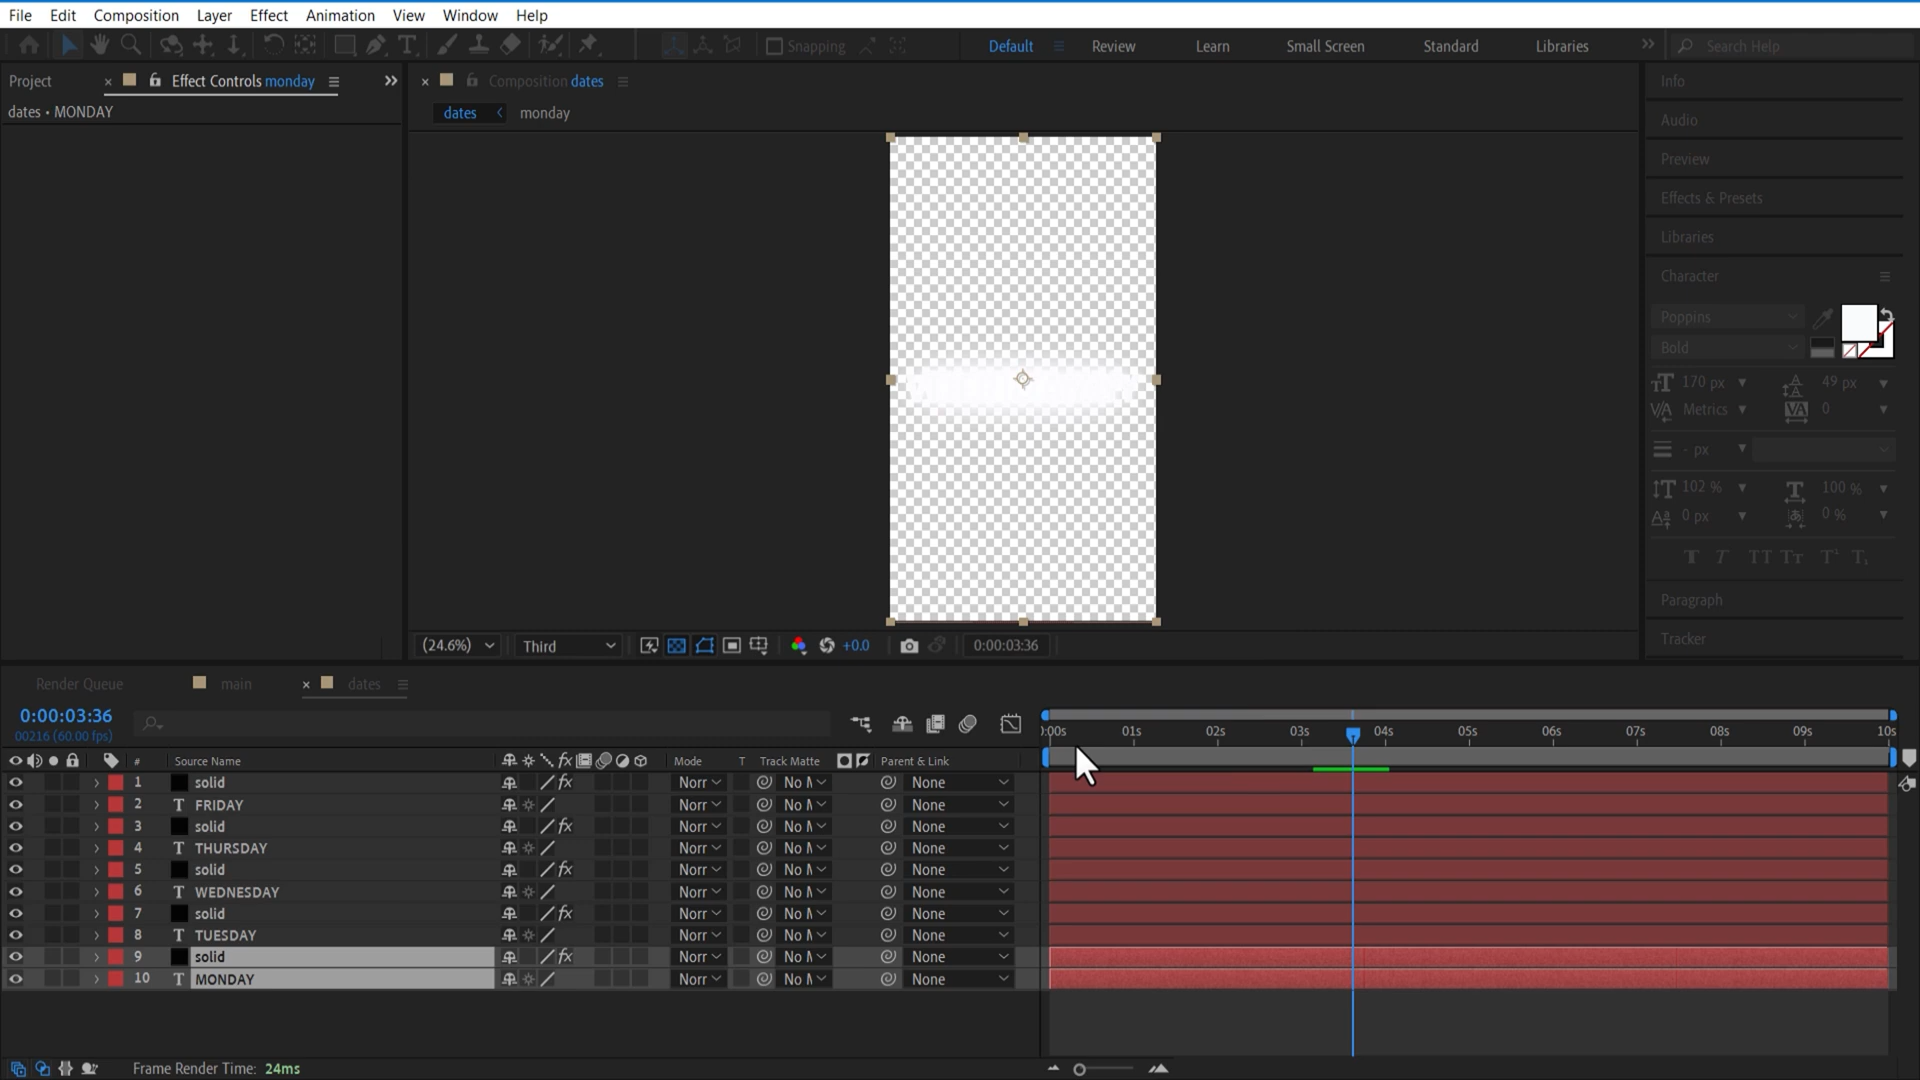 File Edit Composition Layer Effect Animation View Window Help
Snapping Default Review Learn Small Screen Standard Libraries Search Help
Project × Effect Controls monday
dates • MONDAY
× Composition dates
dates < monday
(24.6%) Third +0.0 0:00:03:36
Info
Audio
Preview
Effects & Presets
Libraries
Character
Poppins
Bold
170 px 49 px
Metrics 0
- px
102 % 100 %
0 px 0 %
Paragraph
Tracker
Render Queue main × dates
0:00:03:36
00216 (60.00 fps)
:00s 01s 02s 03s 04s 05s 06s 07s 08s 09s 10s
# Source Name Mode T Track Matte Parent & Link
1 solid Norr No None
2 T FRIDAY Norr No None
3 solid Norr No None
4 T THURSDAY Norr No None
5 solid Norr No None
6 T WEDNESDAY Norr No None
7 solid Norr No None
8 T TUESDAY Norr No None
9 solid Norr No None
10 T MONDAY Norr No None
Frame Render Time: 24ms